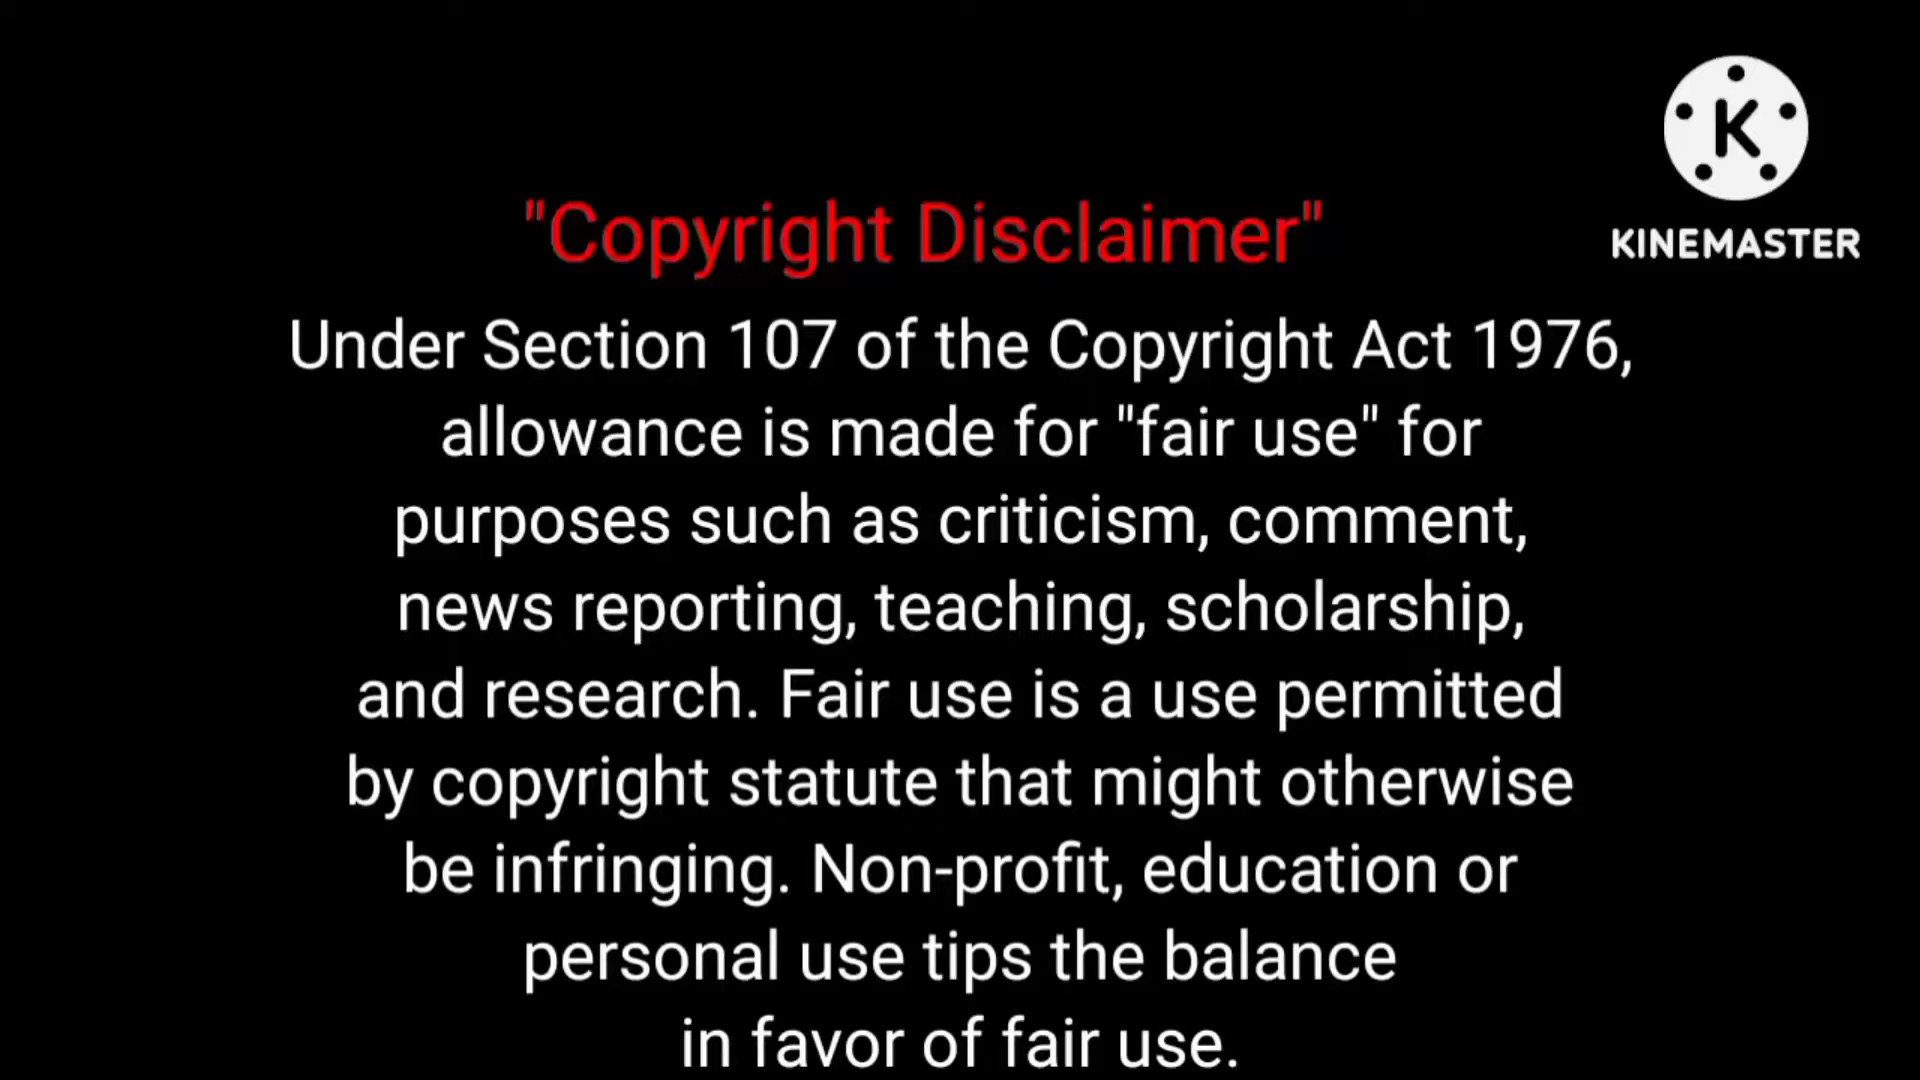 K
KINEMASTER
"Copyright Disclaimer"
Under Section 107 of the Copyright Act 1976,
allowance is made for "fair use" for
purposes such as criticism, comment,
news reporting, teaching, scholarship,
and research. Fair use is a use permitted
by copyright statute that might otherwise
be infringing. Non-profit, education or
personal use tips the balance
in favor of fair use.